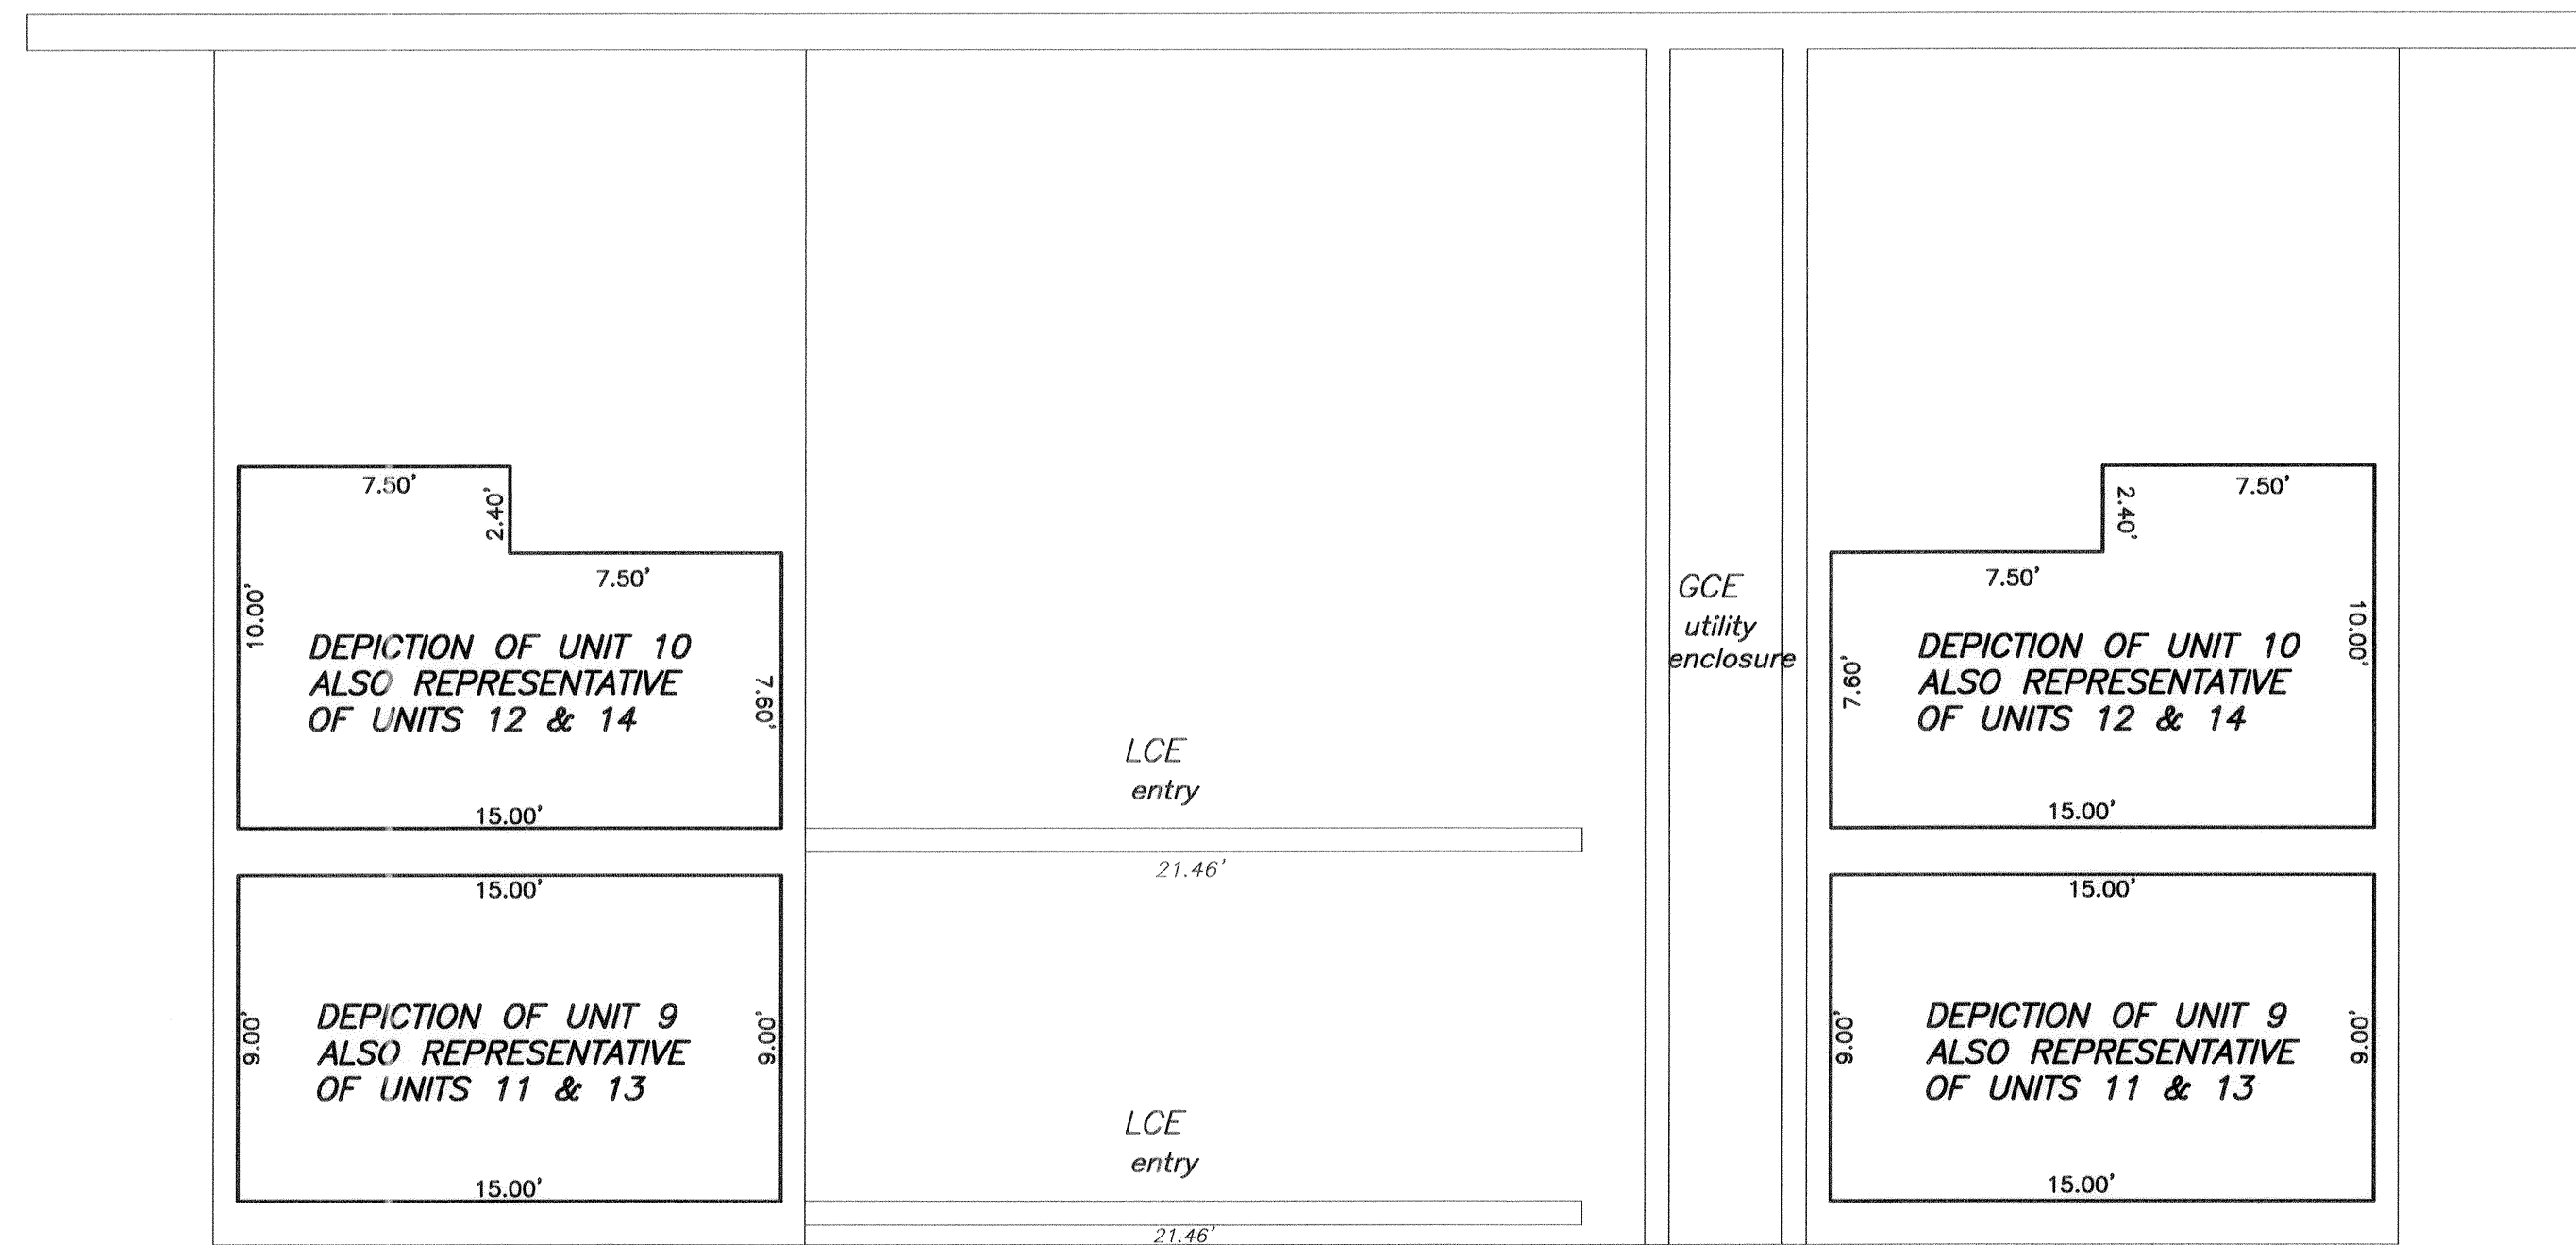 7.50'
2.40'
7.50'
10.00'
DEPICTION OF UNIT 10
ALSO REPRESENTATIVE
OF UNITS 12 & 14
7.60'
15.00'
15.00'
9.00'
DEPICTION OF UNIT 9
ALSO REPRESENTATIVE
OF UNITS 11 & 13
9.00'
15.00'
LCE
entry
21.46'
LCE
entry
21.46'
GCE
utility
enclosure
7.50'
2.40'
7.50'
10.00'
DEPICTION OF UNIT 10
ALSO REPRESENTATIVE
OF UNITS 12 & 14
7.60'
15.00'
15.00'
9.00'
DEPICTION OF UNIT 9
ALSO REPRESENTATIVE
OF UNITS 11 & 13
9.00'
15.00'